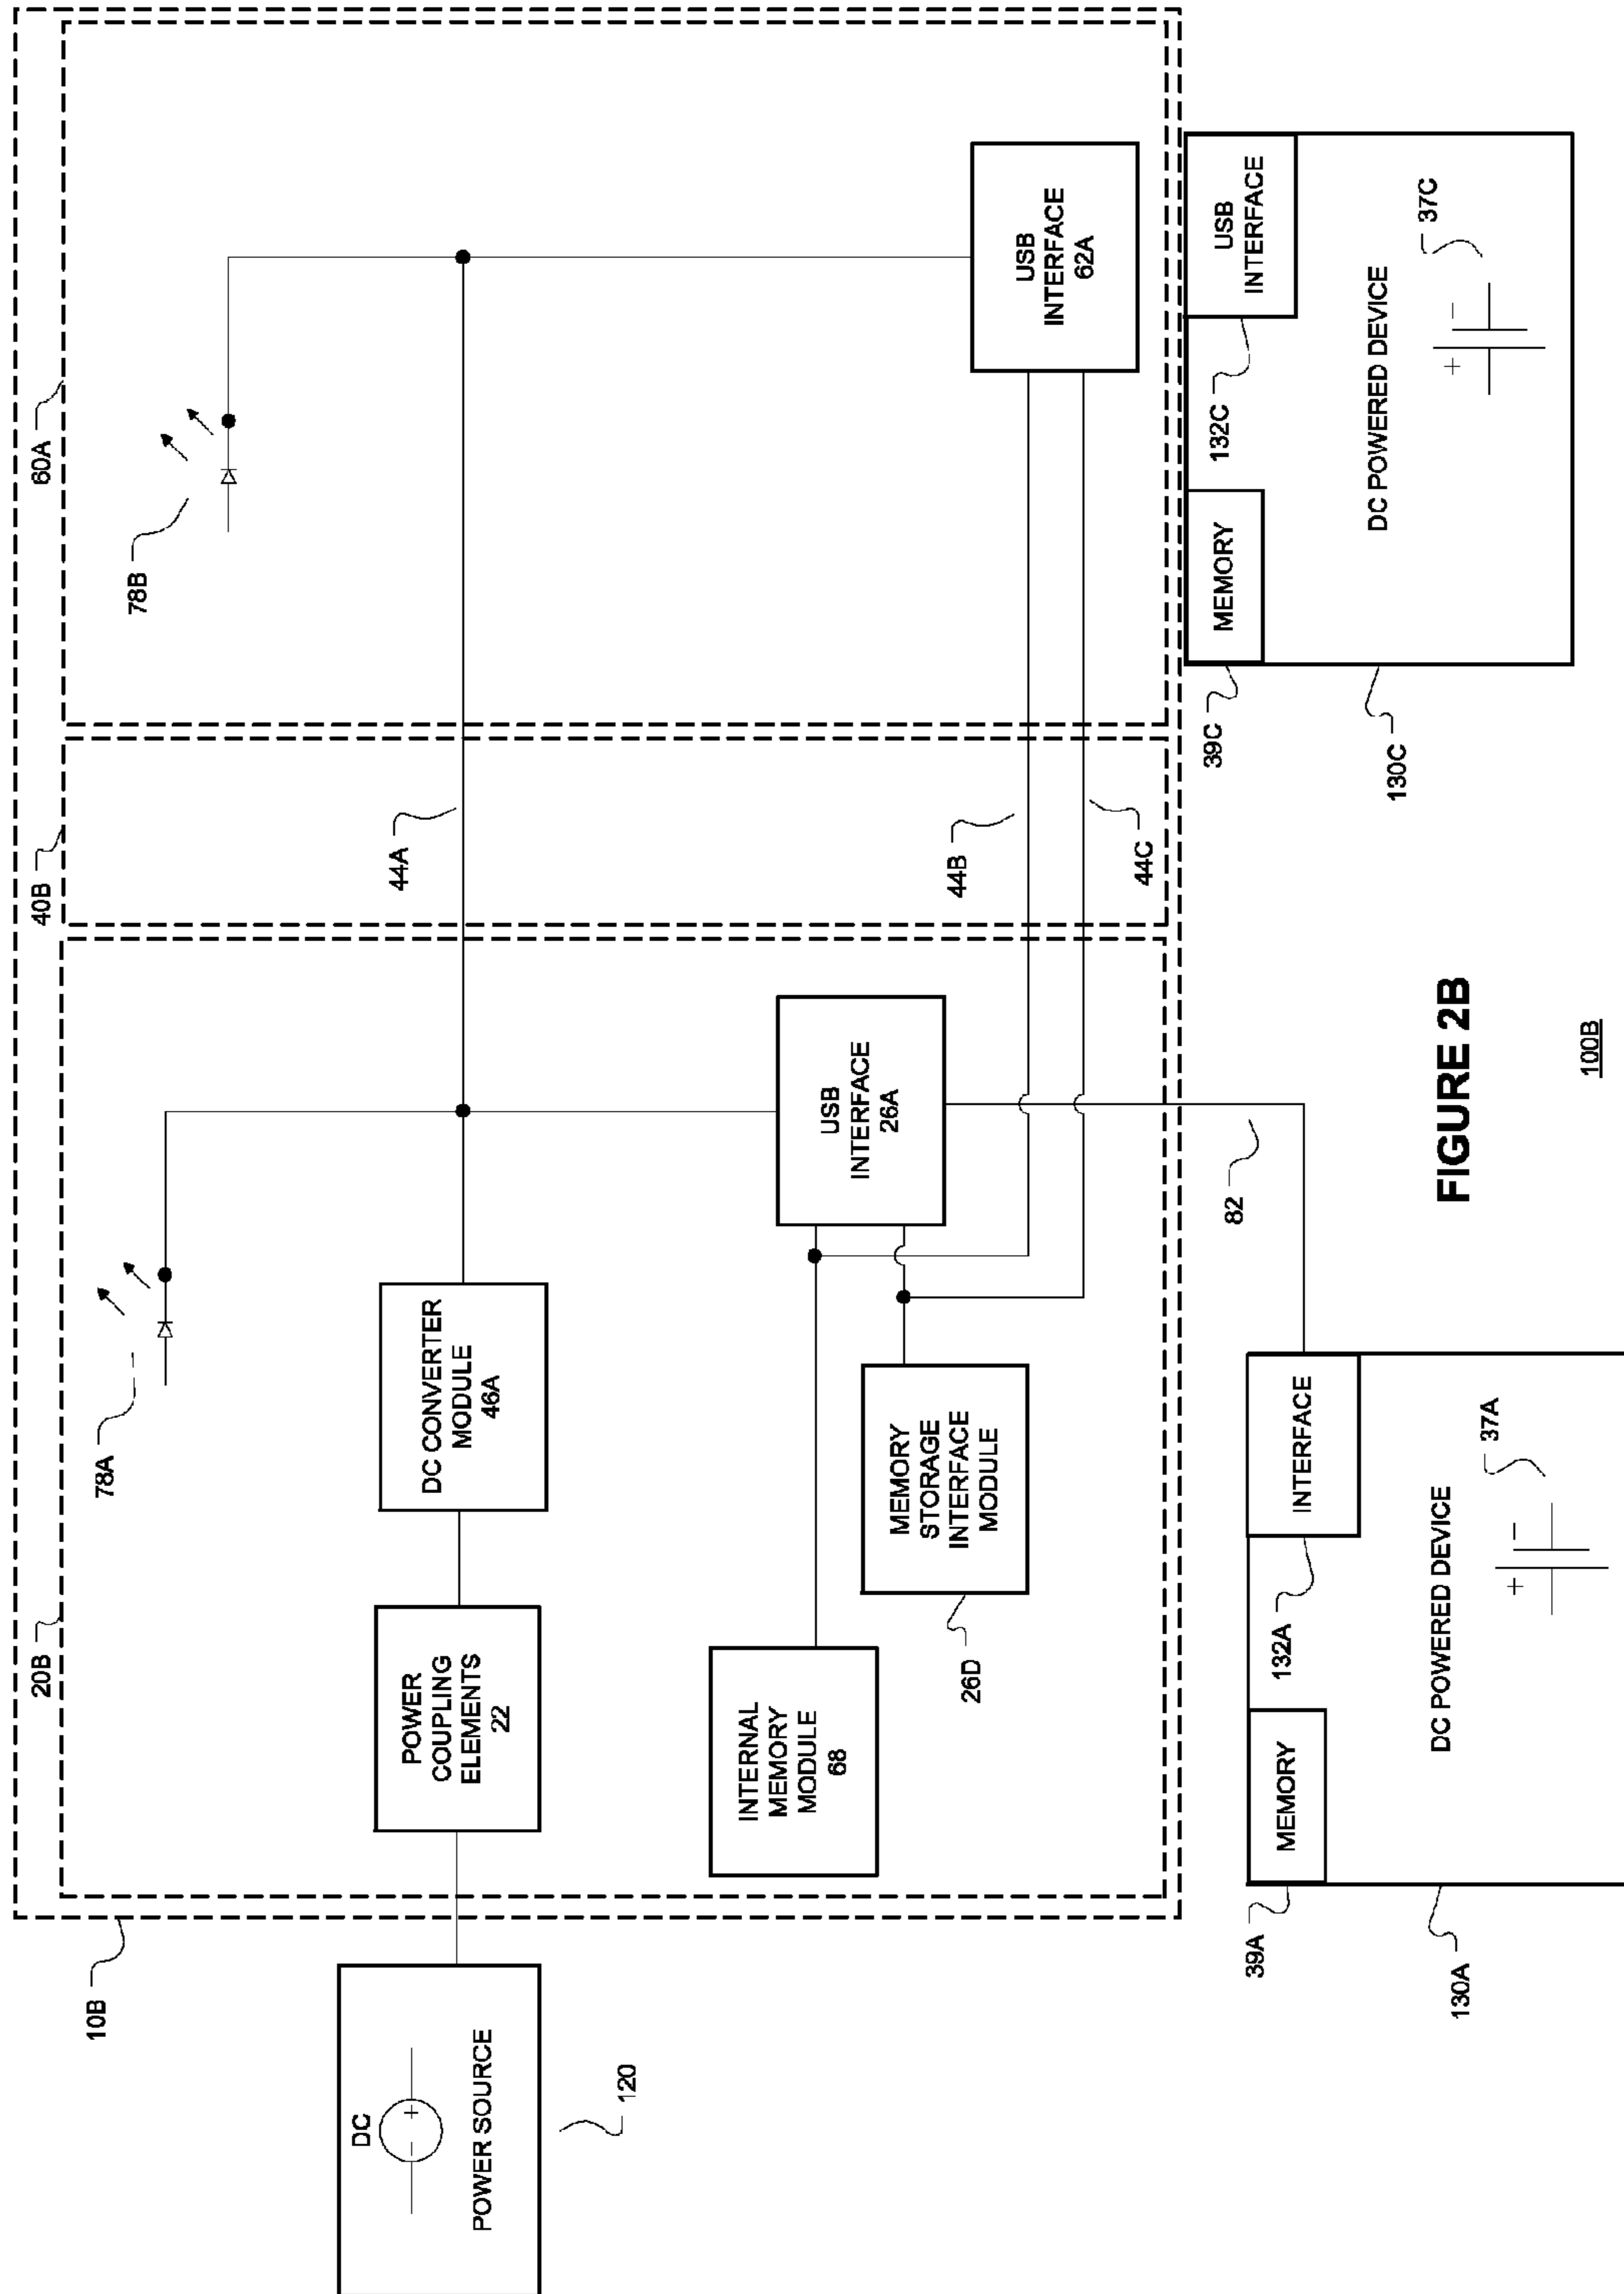 10B
20B
40B
60A
78A
78B
DC
POWER SOURCE
120
POWER
COUPLING
ELEMENTS
22
DC CONVERTER
MODULE
46A
44A
INTERNAL
MEMORY
MODULE
68
MEMORY
STORAGE
INTERFACE
MODULE
26D
USB
INTERFACE
26A
44B
44C
USB
INTERFACE
62A
82
39A
MEMORY
132A
INTERFACE
130A
DC POWERED DEVICE
37A
+ -
39C
MEMORY
132C
USB
INTERFACE
130C
DC POWERED DEVICE
37C
+ -
FIGURE 2B
100B